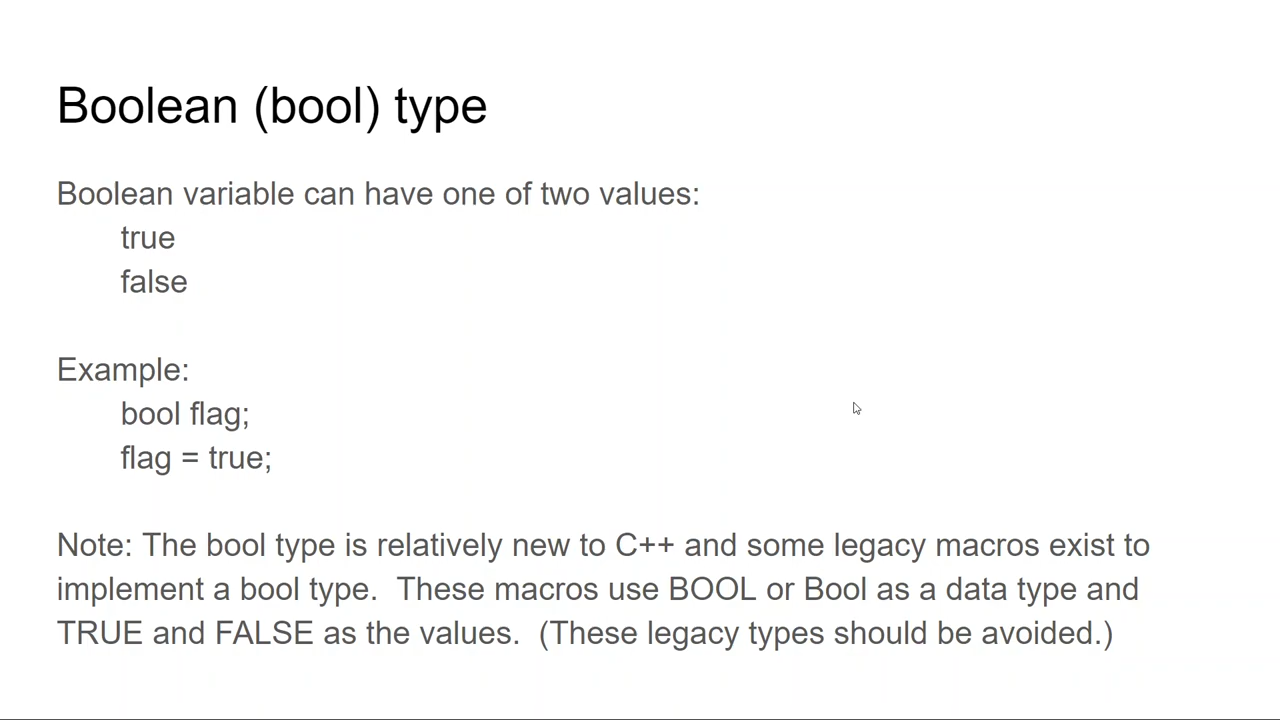 Boolean (bool) type
Boolean variable can have one of two values:
true
false
Example:
bool flag;
flag = true;
Note: The bool type is relatively new to C++ and some legacy macros exist to
implement a bool type.  These macros use BOOL or Bool as a data type and
TRUE and FALSE as the values.  (These legacy types should be avoided.)